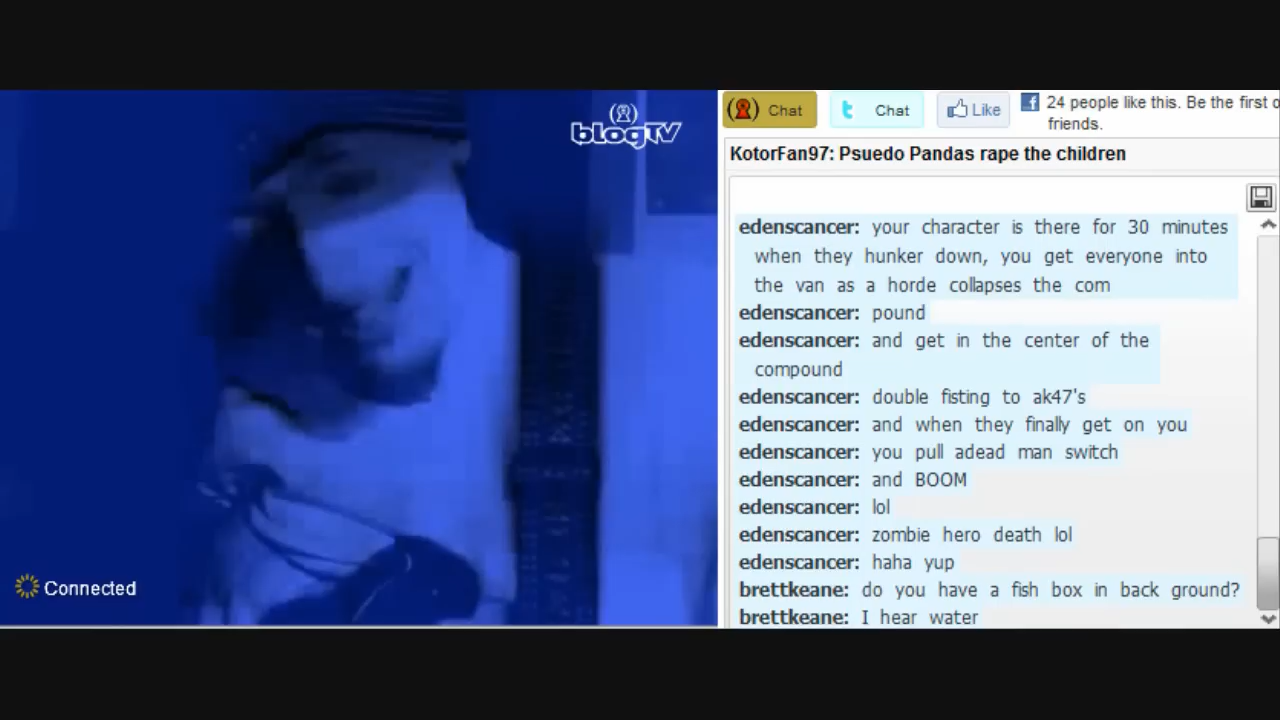 blogTV
Connected
Chat
Chat
Like
24 people like this. Be the first o
friends.
KotorFan97: Psuedo Pandas rape the children
edenscancer: your character is there for 30 minutes
when they hunker down, you get everyone into
the van as a horde collapses the com
edenscancer: pound
edenscancer: and get in the center of the
compound
edenscancer: double fisting to ak47's
edenscancer: and when they finally get on you
edenscancer: you pull adead man switch
edenscancer: and BOOM
edenscancer: lol
edenscancer: zombie hero death lol
edenscancer: haha yup
brettkeane: do you have a fish box in back ground?
brettkeane: I hear water